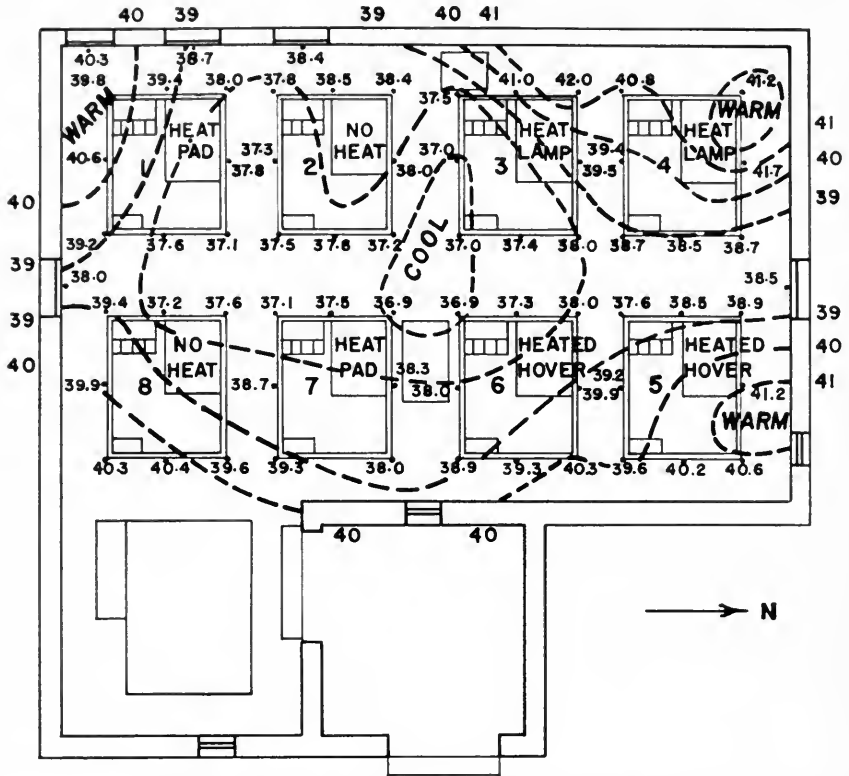 40 39 39 40 41
40.3 38.7 38.4
39.8 39.4 38.0 37.8 38.5 38.4 37.5 41.0 42.0 40.8 41.2
WARM HEAT PAD 2 NO HEAT 3 HEAT LAMP 4 HEAT LAMP WARM
41
40.6 37.3 37.0 39.4 40
37.8 38.0 39.5 41.7
40 39
39.2 37.6 37.1 37.5 37.6 37.2 COOL 37.0 37.4 38.0 38.7 38.5 38.7
39 38.0 38.5
39.4 37.2 37.6 37.1 37.5 36.9 36.9 37.3 38.0 37.6 38.5 38.9
39 39
8 NO HEAT 7 HEAT PAD 6 HEATED HOVER 5 HEATED HOVER
40 40
38.3 39.2 41
39.9 38.7 38.0 39.9 41.2
WARM
40.3 40.4 39.6 39.3 38.0 38.9 39.3 40.3 39.6 40.2 40.6
40 40
N